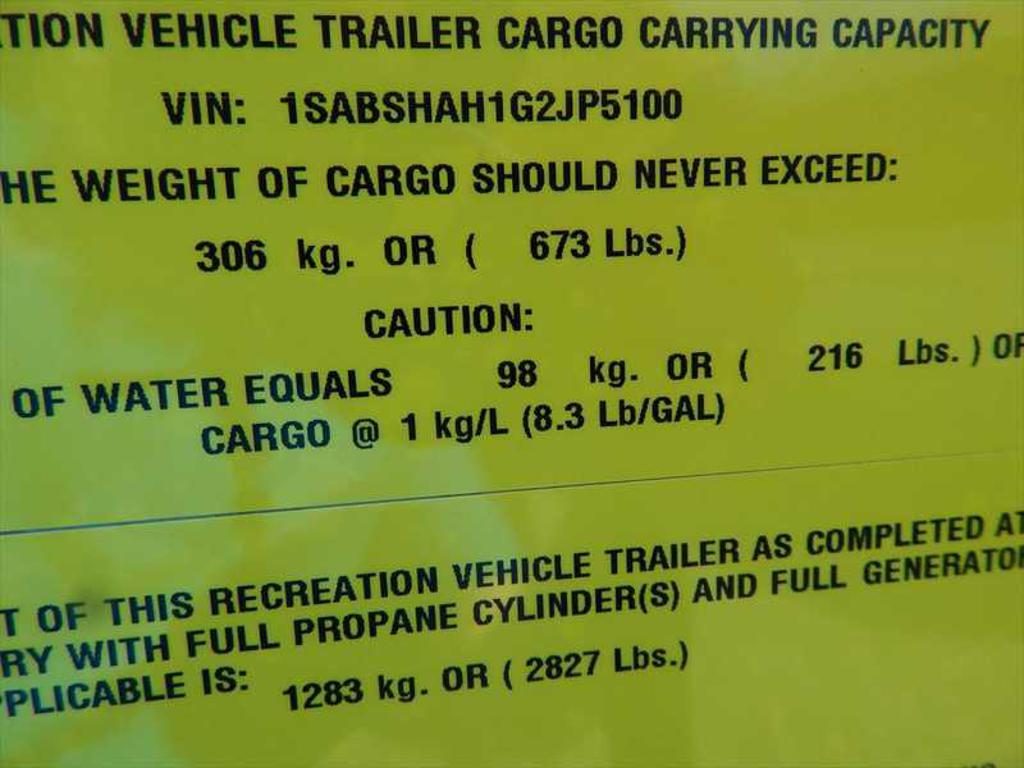 TION VEHICLE TRAILER CARGO CARRYING CAPACITY
VIN: 1SABSHAH1G2JP5100
HE WEIGHT OF CARGO SHOULD NEVER EXCEED:
306 kg. OR ( 673 Lbs.)
CAUTION:
OF WATER EQUALS 98 kg. OR ( 216 Lbs. ) OF
CARGO @ 1 kg/L (8.3 Lb/GAL)
T OF THIS RECREATION VEHICLE TRAILER AS COMPLETED AT
RY WITH FULL PROPANE CYLINDER(S) AND FULL GENERATOR
PPLICABLE IS: 1283 kg. OR ( 2827 Lbs.)